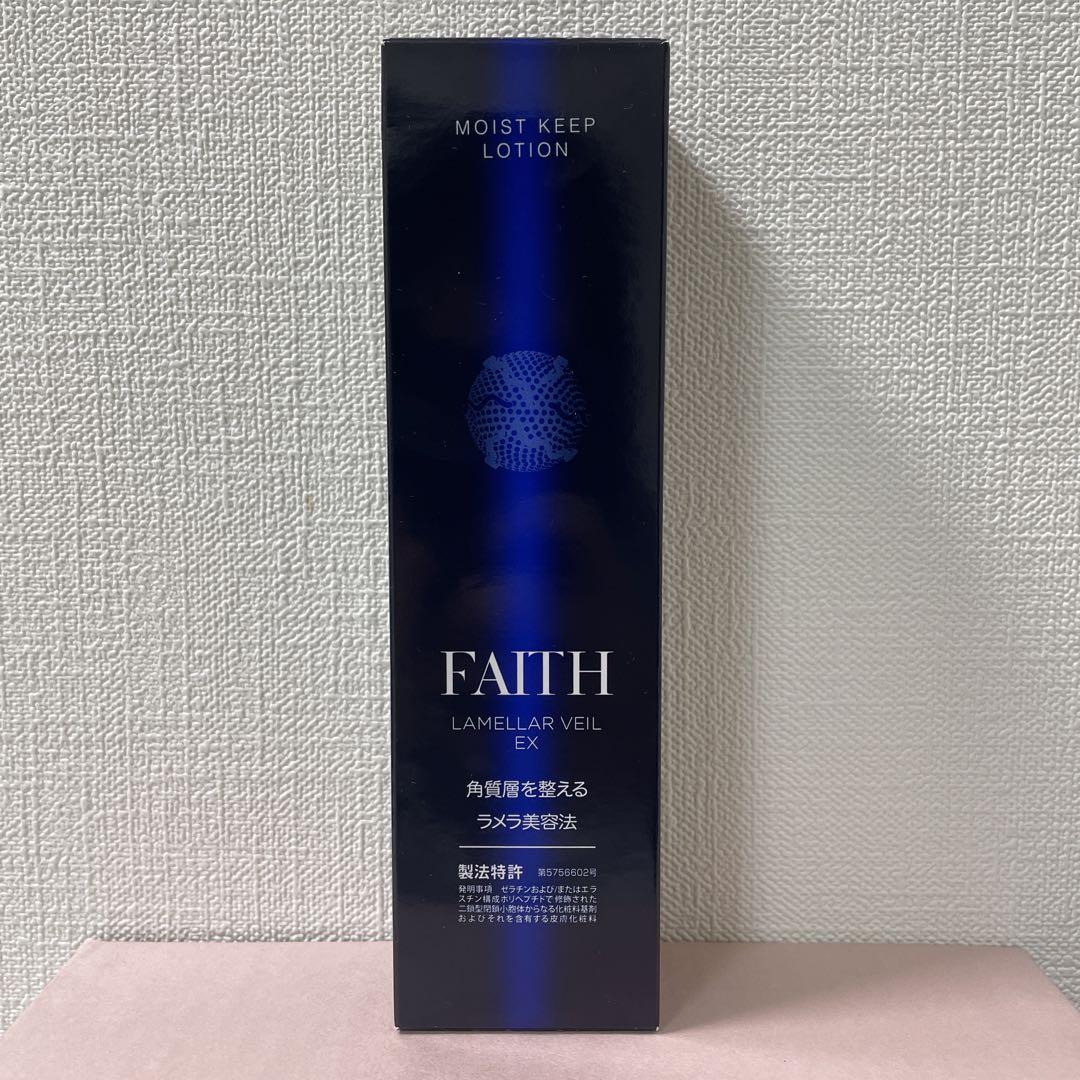 MOIST KEEP
LOTION
FAITH
LAMELLAR VEIL
EX
角質層を整える
ラメラ美容法
製法特許 第5756602号
発明事項 ゼラチンおよび/またはエラ
スチン構成ポリペプチドで修飾された
二鎖型閉鎖小胞体からなる化粧料基剤
およびそれを含有する皮膚化粧料